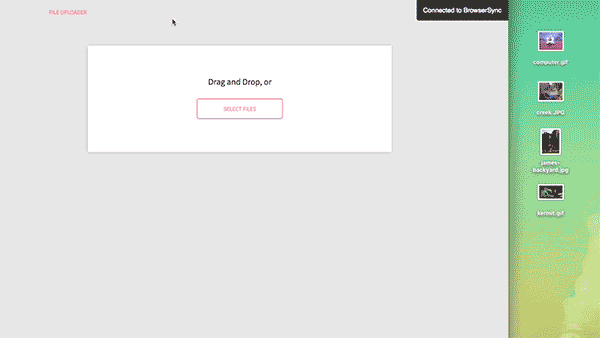 FILE UPLOADER
Connected to BrowserSync
Drag and Drop, or
SELECT FILES
computer.gif
creek.JPG
james-
backyard.jpg
kermit.gif